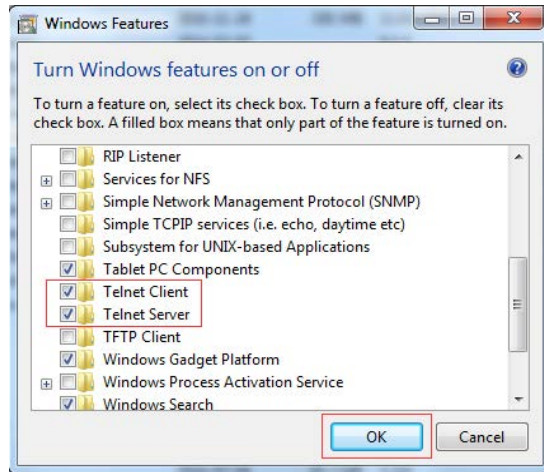 Windows Features
Turn Windows features on or off
To turn a feature on, select its check box. To turn a feature off, clear its
check box. A filled box means that only part of the feature is turned on.
RIP Listener
Services for NFS
Simple Network Management Protocol (SNMP)
Simple TCPIP services (i.e. echo, daytime etc)
Subsystem for UNIX-based Applications
Tablet PC Components
Telnet Client
Telnet Server
TFTP Client
Windows Gadget Platform
Windows Process Activation Service
Windows Search
OK Cancel